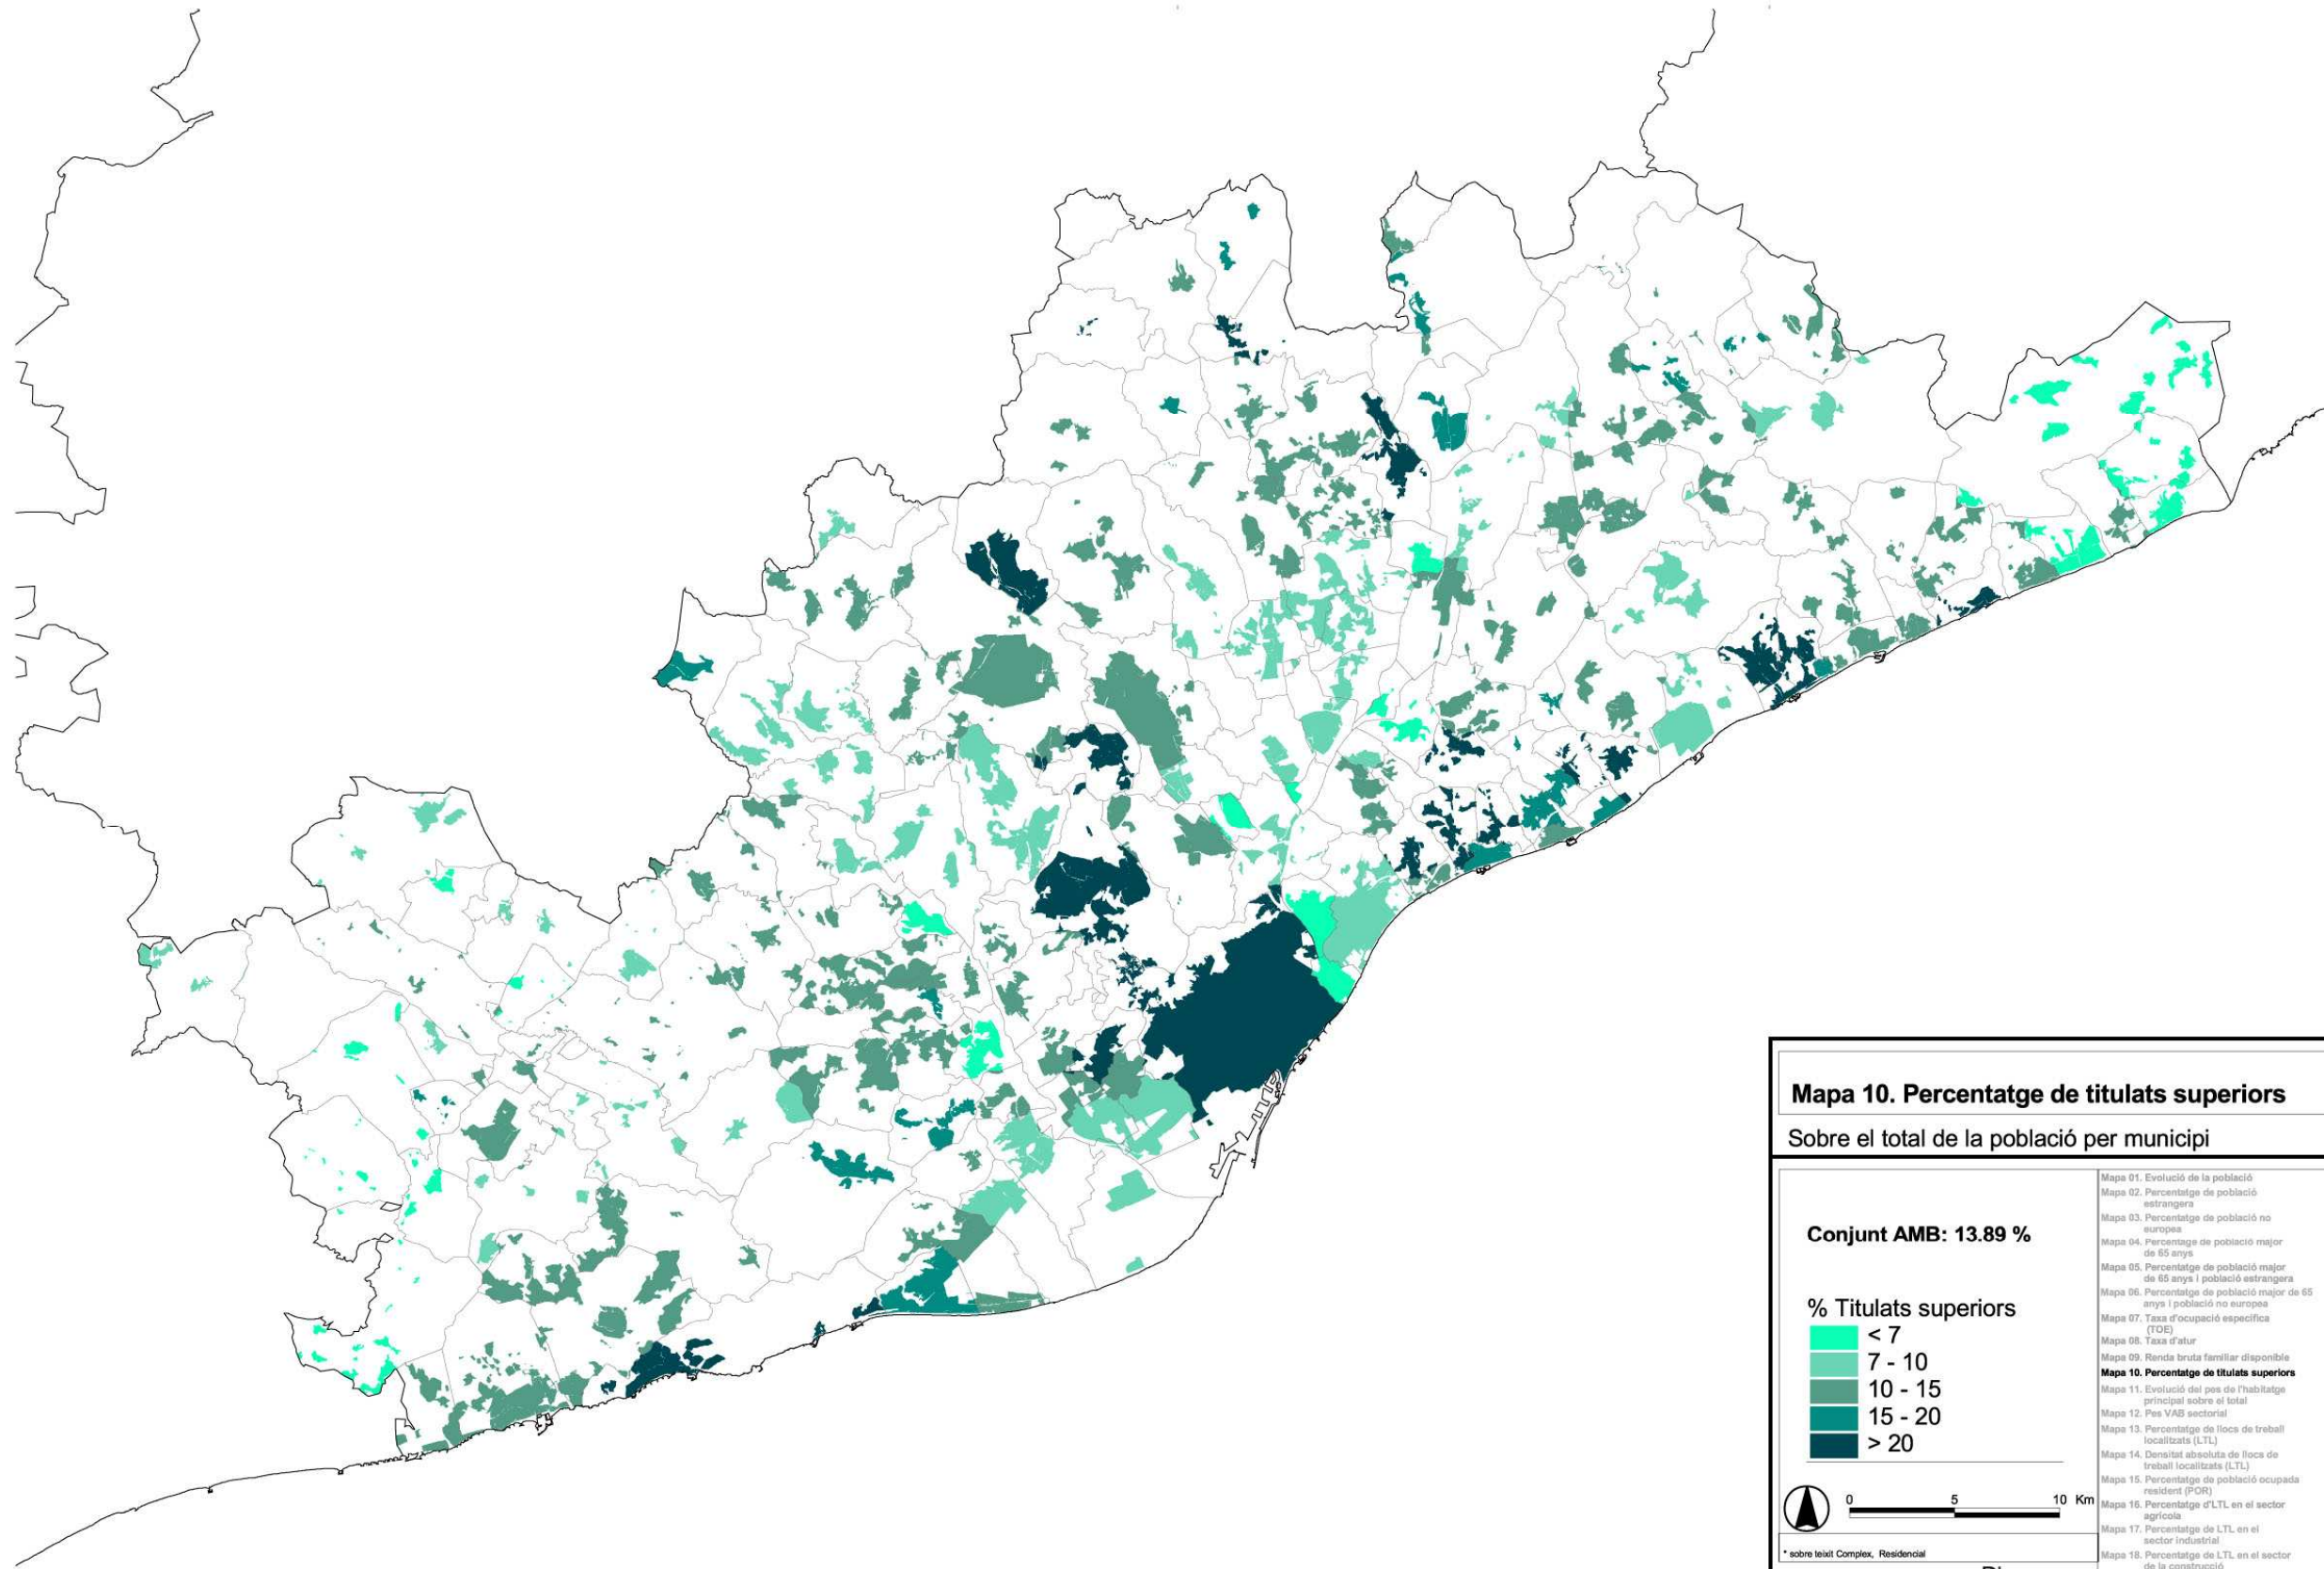 Mapa 10. Percentatge de titulats superiors
Sobre el total de la població per municipi
Conjunt AMB: 13.89 %
% Titulats superiors
< 7
7 - 10
10 - 15
15 - 20
> 20
0 5 10 Km
* sobre teixit Complex, Residencial
Mapa 01. Evolució de la població
Mapa 02. Percentatge de població
estrangera
Mapa 03. Percentatge de població no
europea
Mapa 04. Percentage de població major
de 65 anys
Mapa 05. Percentatge de població major
de 65 anys i població estrangera
Mapa 06. Percentatge de població major de 65
anys i població no europea
Mapa 07. Taxa d'ocupació específica
(TOE)
Mapa 08. Taxa d'atur
Mapa 09. Renda bruta familiar disponible
Mapa 10. Percentatge de titulats superiors
Mapa 11. Evolució del pes de l'habitatge
principal sobre el total
Mapa 12. Pes VAB sectorial
Mapa 13. Percentatge de llocs de treball
localitzats (LTL)
Mapa 14. Densitat absoluta de llocs de
treball localitzats (LTL)
Mapa 15. Percentatge de població ocupada
resident (POR)
Mapa 16. Percentatge d'LTL en el sector
agrícola
Mapa 17. Percentatge de LTL en el
sector industrial
Mapa 18. Percentatge de LTL en el sector
de la construcció